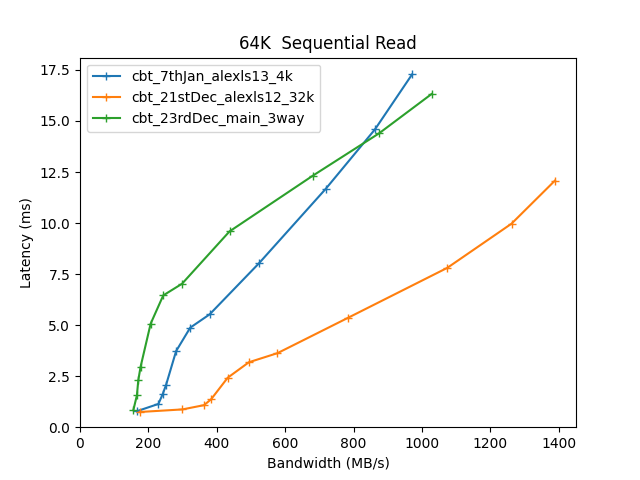 64K  Sequential Read
cbt_7thJan_alexls13_4k
cbt_21stDec_alexls12_32k
cbt_23rdDec_main_3way
17.5
15.0
12.5
10.0
7.5
5.0
2.5
0.0
Latency (ms)
0 200 400 600 800 1000 1200 1400
Bandwidth (MB/s)